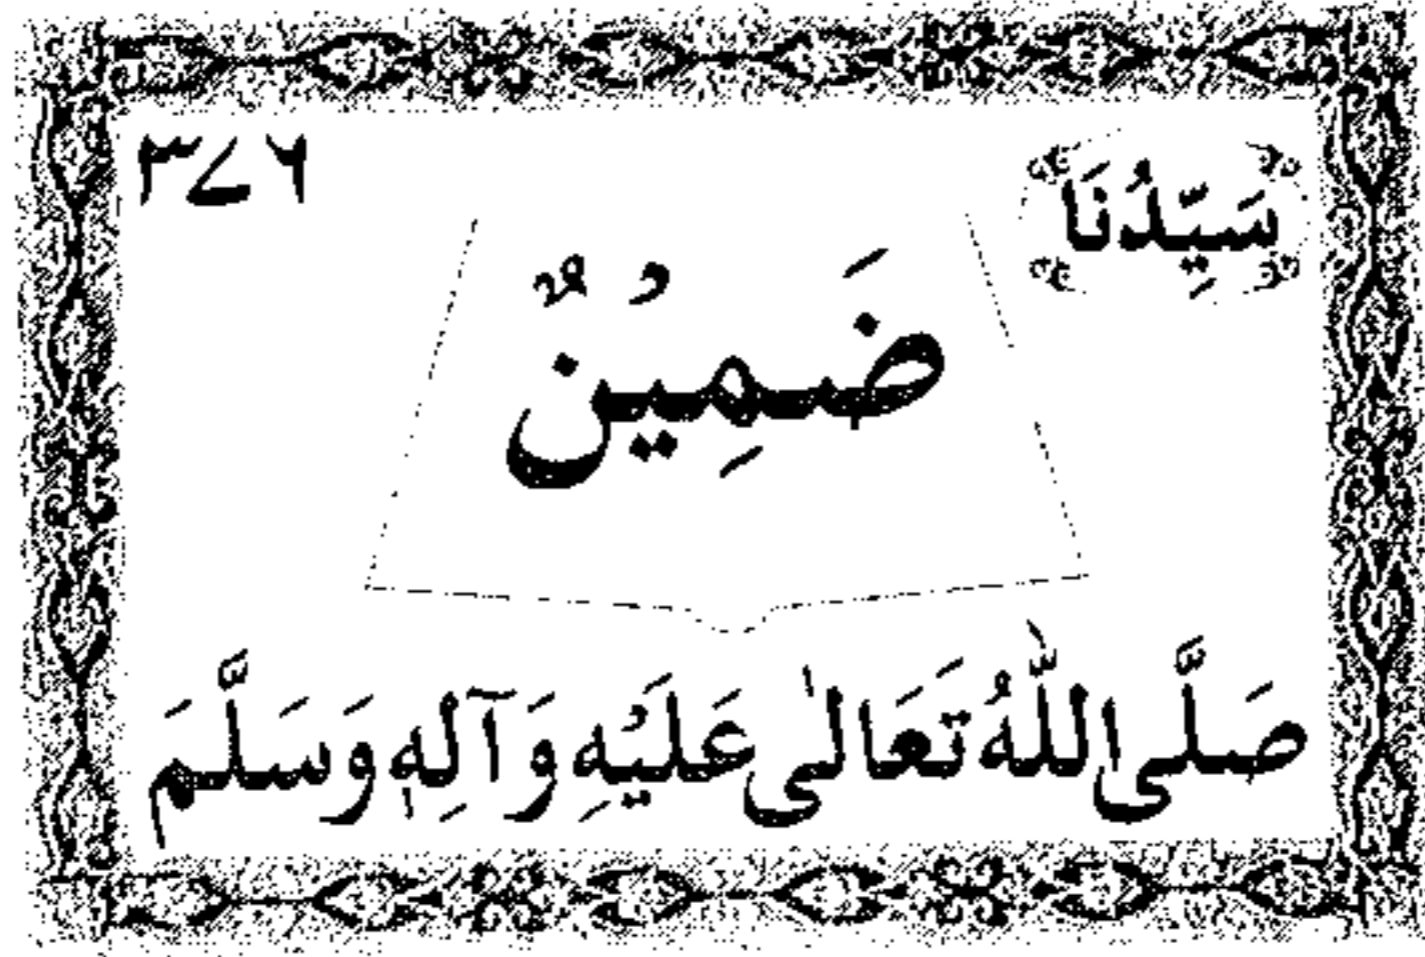 سَيِّدُنَا ۳۷۶
ضَمِيْنٌ
صَلَّى اللّٰهُ تَعَالٰى عَلَيْهِ وَآلِهٖ وَسَلَّمَ